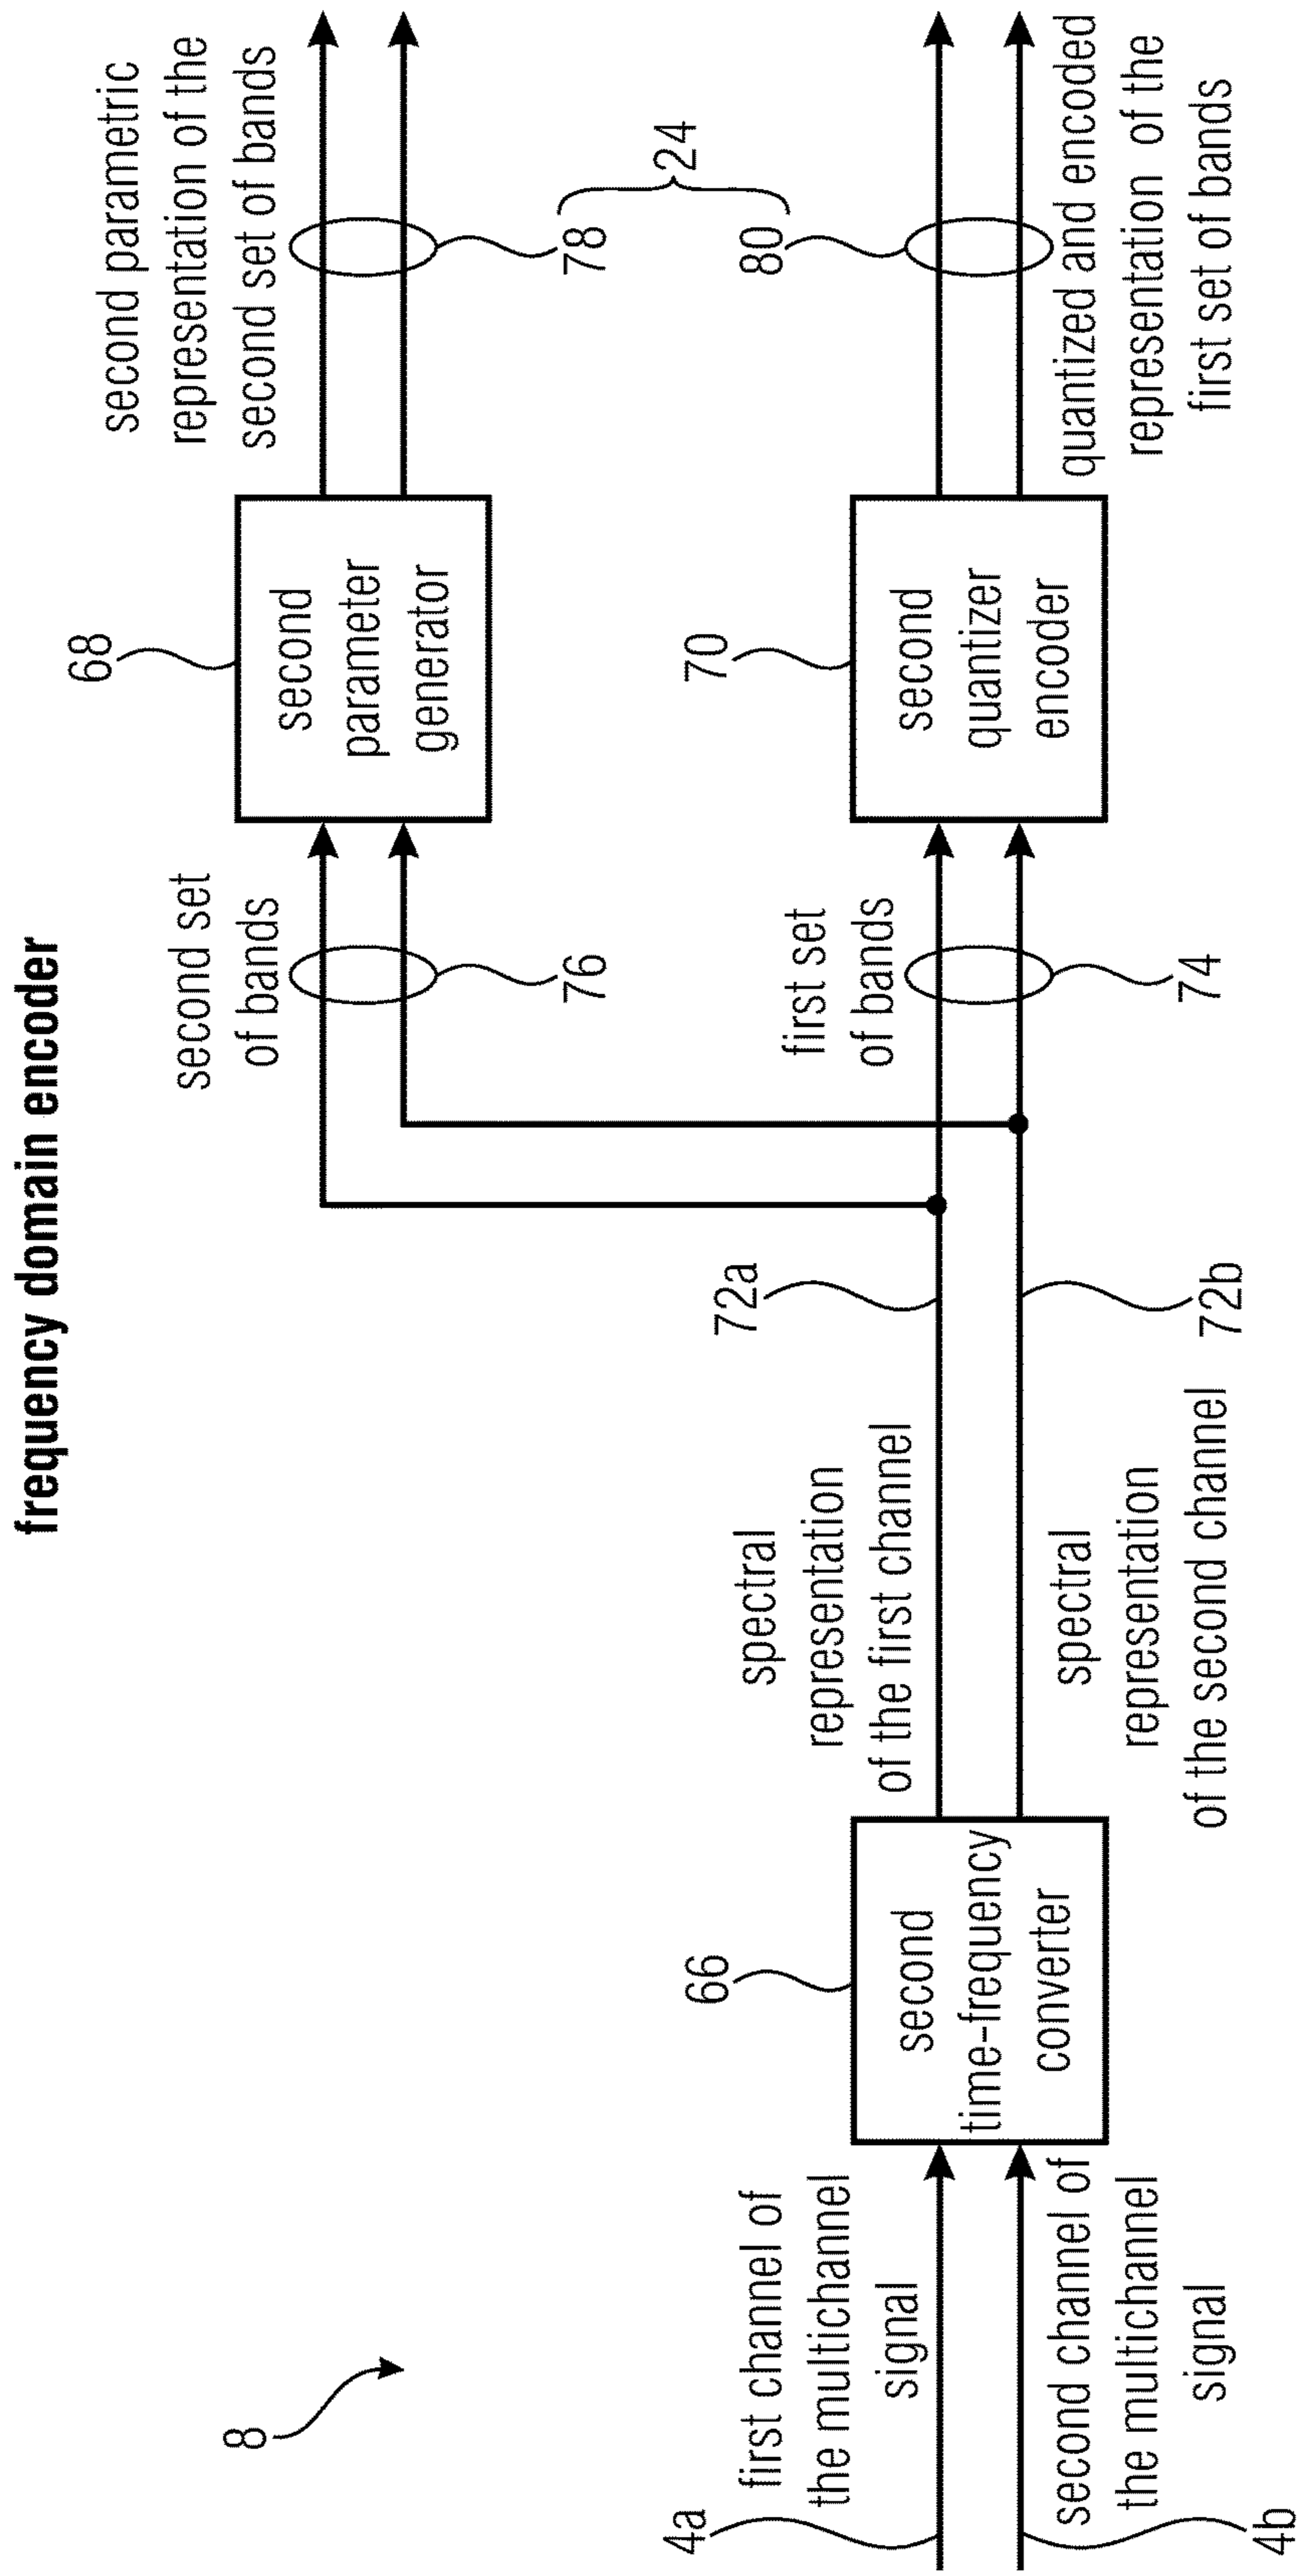 frequency domain encoder
8
4a
first channel of
the multichannel
signal
second channel of
the multichannel
signal
4b
66
second
time-frequency
converter
spectral
representation
of the first channel
72a
spectral
representation
of the second channel
72b
second set
of bands
76
first set
of bands
74
68
second
parameter
generator
70
second
quantizer
encoder
second parametric
representation of the
second set of bands
78
24
80
quantized and encoded
representation of the
first set of bands